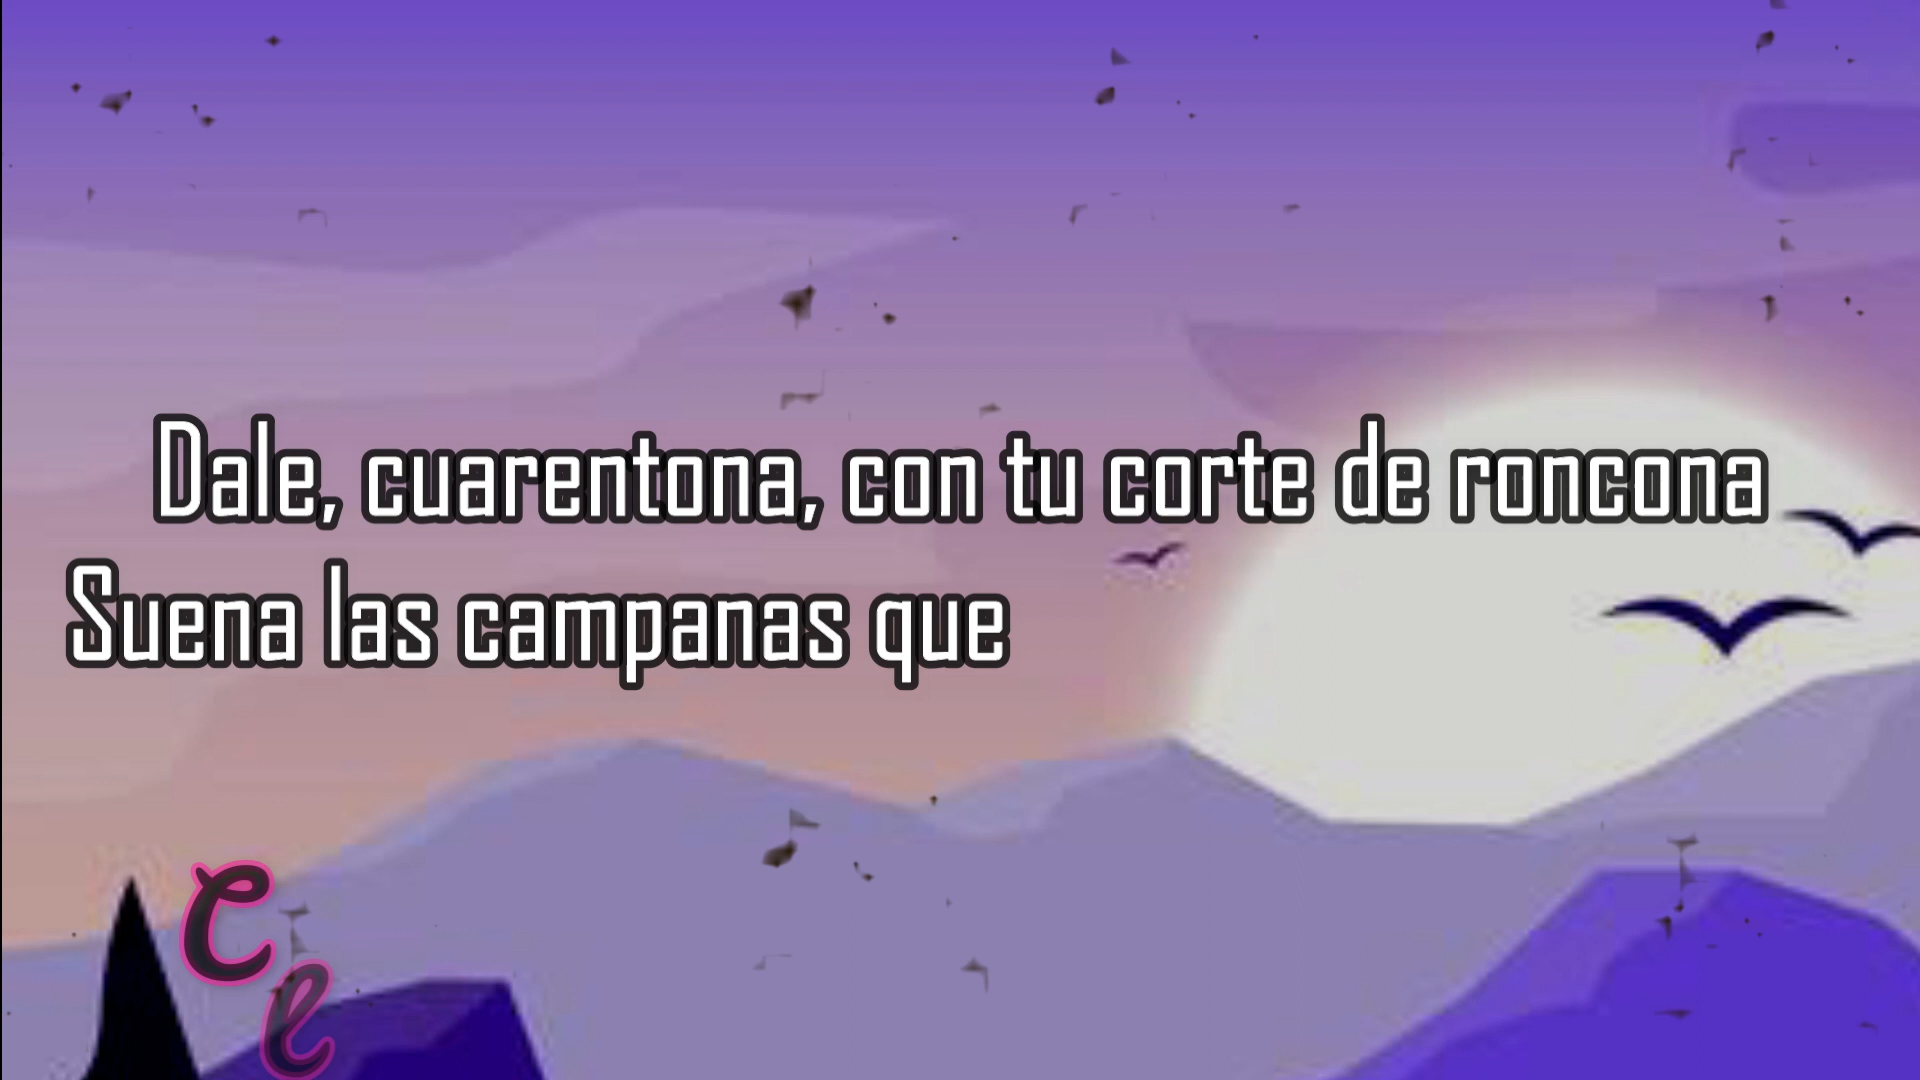 Dale, cuarentona, con tu corte de roncona
Suena las campanas que
C
e